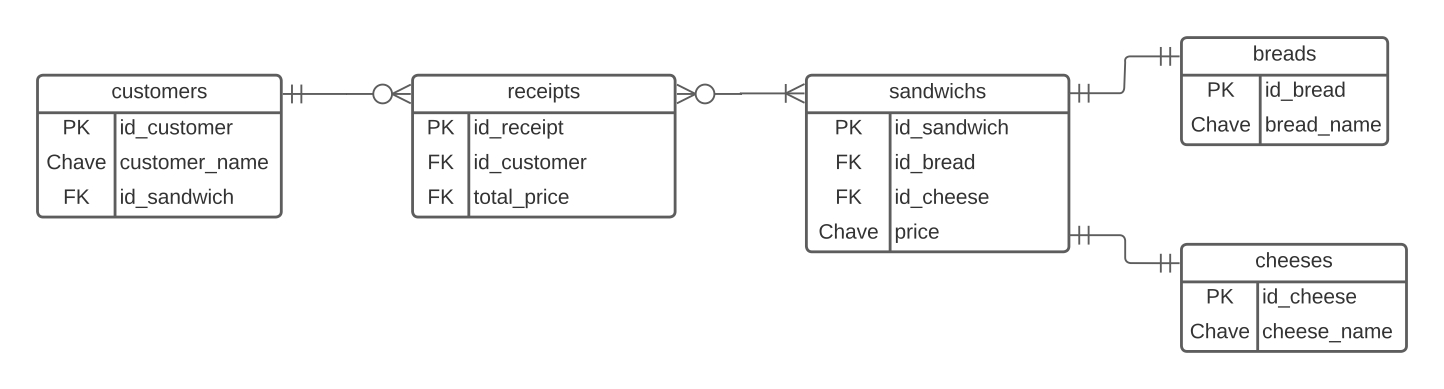 customers
PK id_customer
Chave customer_name
FK id_sandwich
receipts
PK id_receipt
FK id_customer
FK total_price
sandwichs
PK id_sandwich
FK id_bread
FK id_cheese
Chave price
breads
PK id_bread
Chave bread_name
cheeses
PK id_cheese
Chave cheese_name